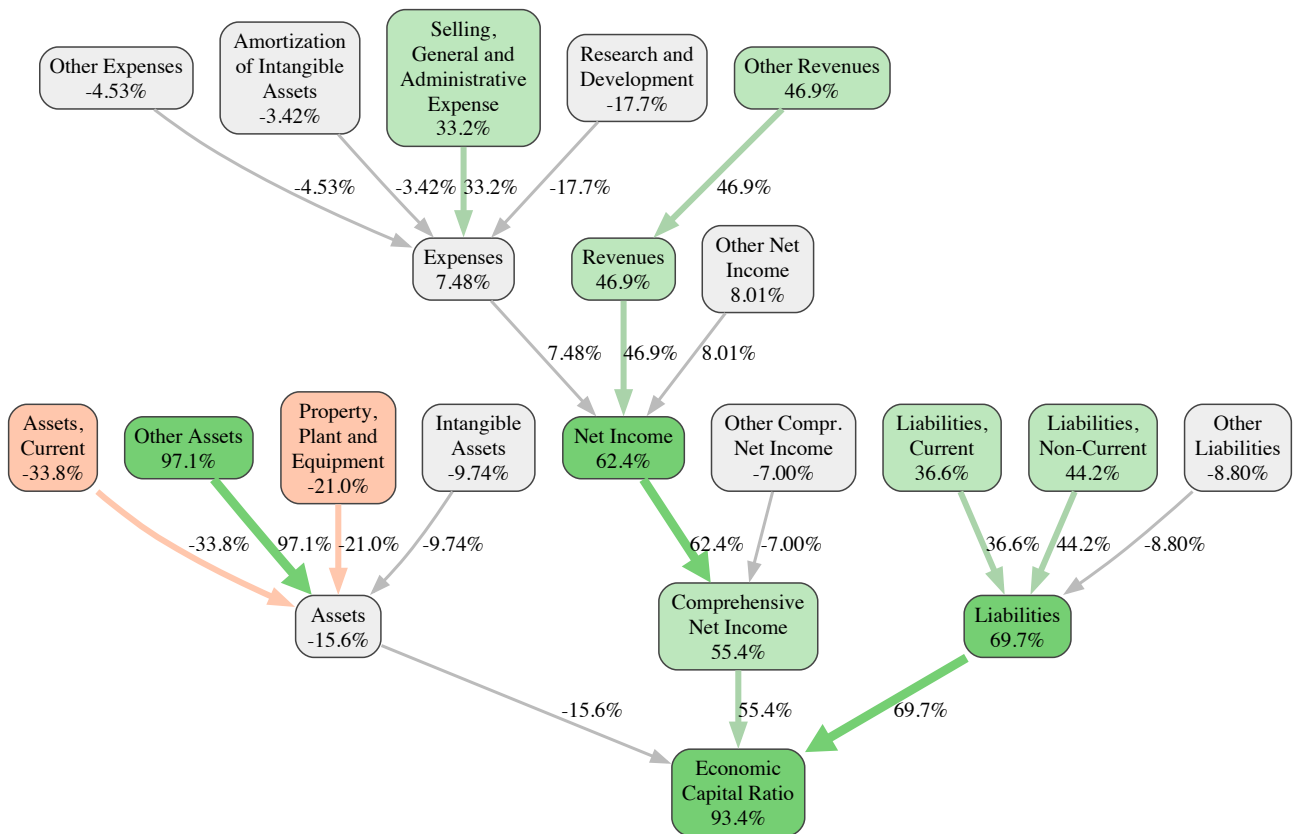 Other Expenses
-4.53%
Amortization
of Intangible
Assets
-3.42%
Selling,
General and
Administrative
Expense
33.2%
Research and
Development
-17.7%
Other Revenues
46.9%
-4.53%
-3.42%
33.2%
-17.7%
46.9%
Expenses
7.48%
Revenues
46.9%
Other Net
Income
8.01%
7.48%
46.9%
8.01%
Assets,
Current
-33.8%
Other Assets
97.1%
Property,
Plant and
Equipment
-21.0%
Intangible
Assets
-9.74%
Net Income
62.4%
Other Compr.
Net Income
-7.00%
Liabilities,
Current
36.6%
Liabilities,
Non-Current
44.2%
Other
Liabilities
-8.80%
-33.8%
97.1%
-21.0%
-9.74%
62.4%
-7.00%
36.6%
44.2%
-8.80%
Assets
-15.6%
Comprehensive
Net Income
55.4%
Liabilities
69.7%
-15.6%
55.4%
69.7%
Economic
Capital Ratio
93.4%